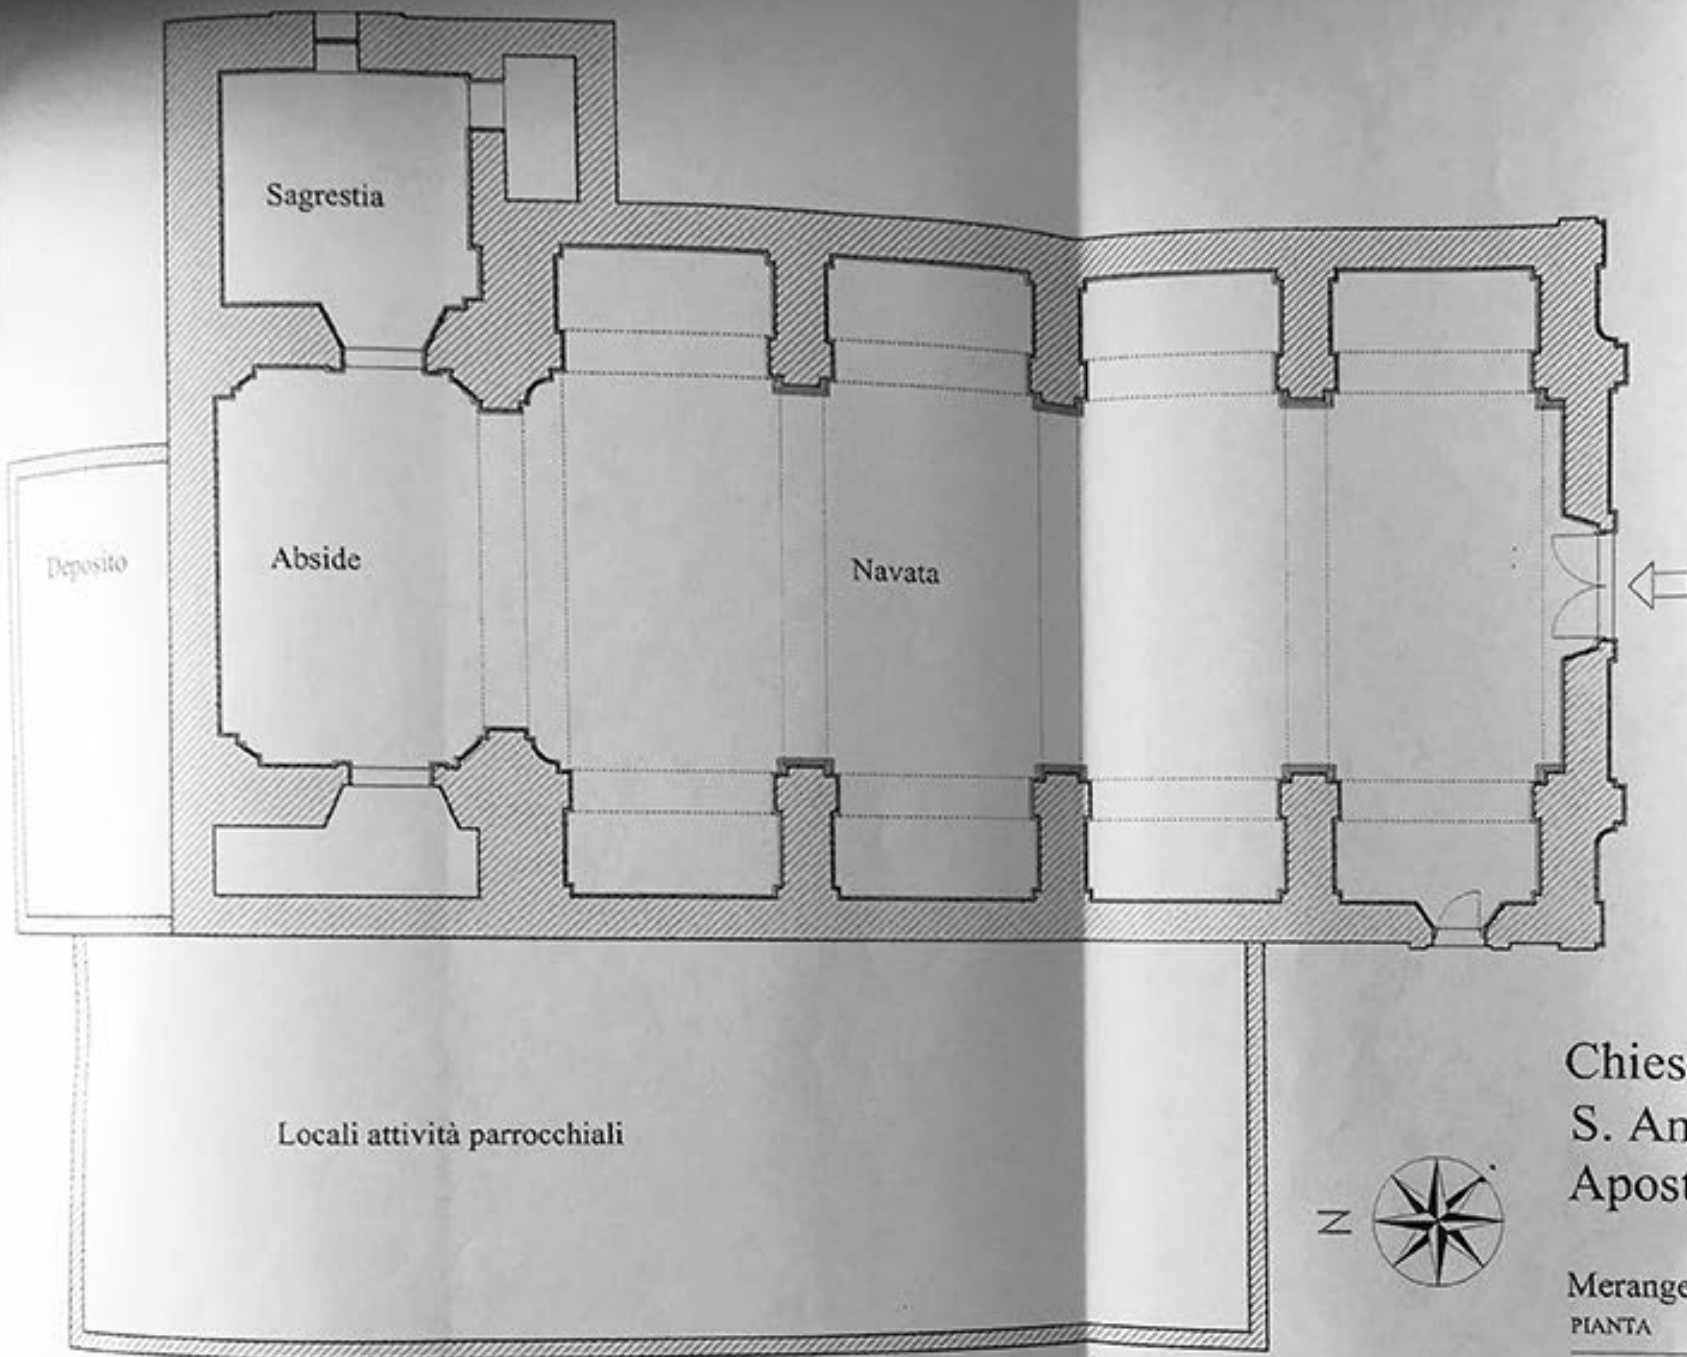 Sagrestia
Deposito
Abside
Navata
Locali attività parrocchiali
N
Chies
S. An
Apost
Merange
PIANTA